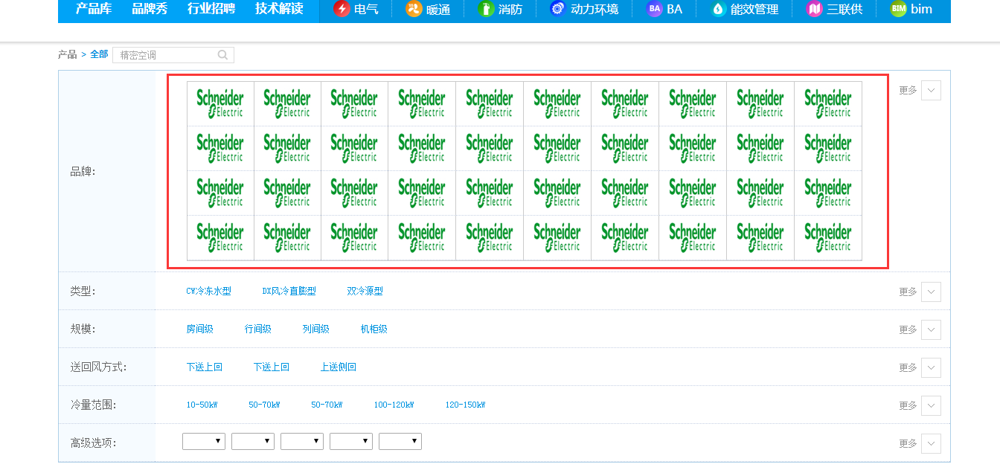 产品库 品牌秀 行业招聘 技术解读 电气 暖通 消防 动力环境 BA BA 能效管理 三联供 BIM bim
产品 > 全部 精密空调
品牌:
Schneider Electric Schneider Electric Schneider Electric Schneider Electric Schneider Electric Schneider Electric Schneider Electric Schneider Electric Schneider Electric Schneider Electric
Schneider Electric Schneider Electric Schneider Electric Schneider Electric Schneider Electric Schneider Electric Schneider Electric Schneider Electric Schneider Electric Schneider Electric
Schneider Electric Schneider Electric Schneider Electric Schneider Electric Schneider Electric Schneider Electric Schneider Electric Schneider Electric Schneider Electric Schneider Electric
Schneider Electric Schneider Electric Schneider Electric Schneider Electric Schneider Electric Schneider Electric Schneider Electric Schneider Electric Schneider Electric Schneider Electric
更多
类型: CW冷冻水型 DX风冷直膨型 双冷源型 更多
规模: 房间级 行间级 列间级 机柜级 更多
送回风方式: 下送上回 下送上回 上送侧回 更多
冷量范围: 10-50kW 50-70kW 50-70kW 100-120kW 120-150kW 更多
高级选项: 更多